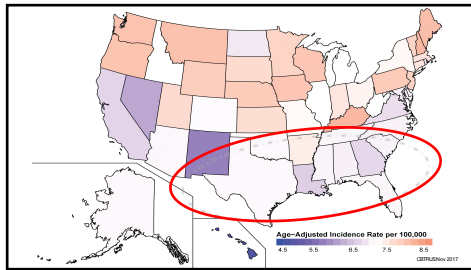 Age−Adjusted Incidence Rate per 100,000
4.5 5.5 6.5 7.5 8.5
CBTRUS Nov 2017